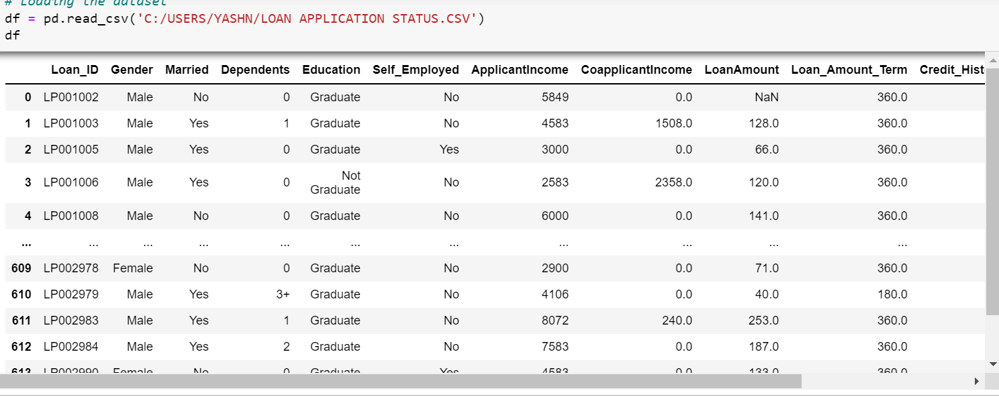 # Loading the dataset
df = pd.read_csv('C:/USERS/YASHN/LOAN APPLICATION STATUS.CSV')
df
Loan_ID Gender Married Dependents Education Self_Employed ApplicantIncome CoapplicantIncome LoanAmount Loan_Amount_Term Credit_Hist
0 LP001002 Male No 0 Graduate No 5849 0.0 NaN 360.0
1 LP001003 Male Yes 1 Graduate No 4583 1508.0 128.0 360.0
2 LP001005 Male Yes 0 Graduate Yes 3000 0.0 66.0 360.0
3 LP001006 Male Yes 0 Not Graduate No 2583 2358.0 120.0 360.0
4 LP001008 Male No 0 Graduate No 6000 0.0 141.0 360.0
... ... ... ... ... ... ... ... ... ... ...
609 LP002978 Female No 0 Graduate No 2900 0.0 71.0 360.0
610 LP002979 Male Yes 3+ Graduate No 4106 0.0 40.0 180.0
611 LP002983 Male Yes 1 Graduate No 8072 240.0 253.0 360.0
612 LP002984 Male Yes 2 Graduate No 7583 0.0 187.0 360.0
613 LP002990 Female No 0 Graduate Yes 4583 0.0 133.0 360.0